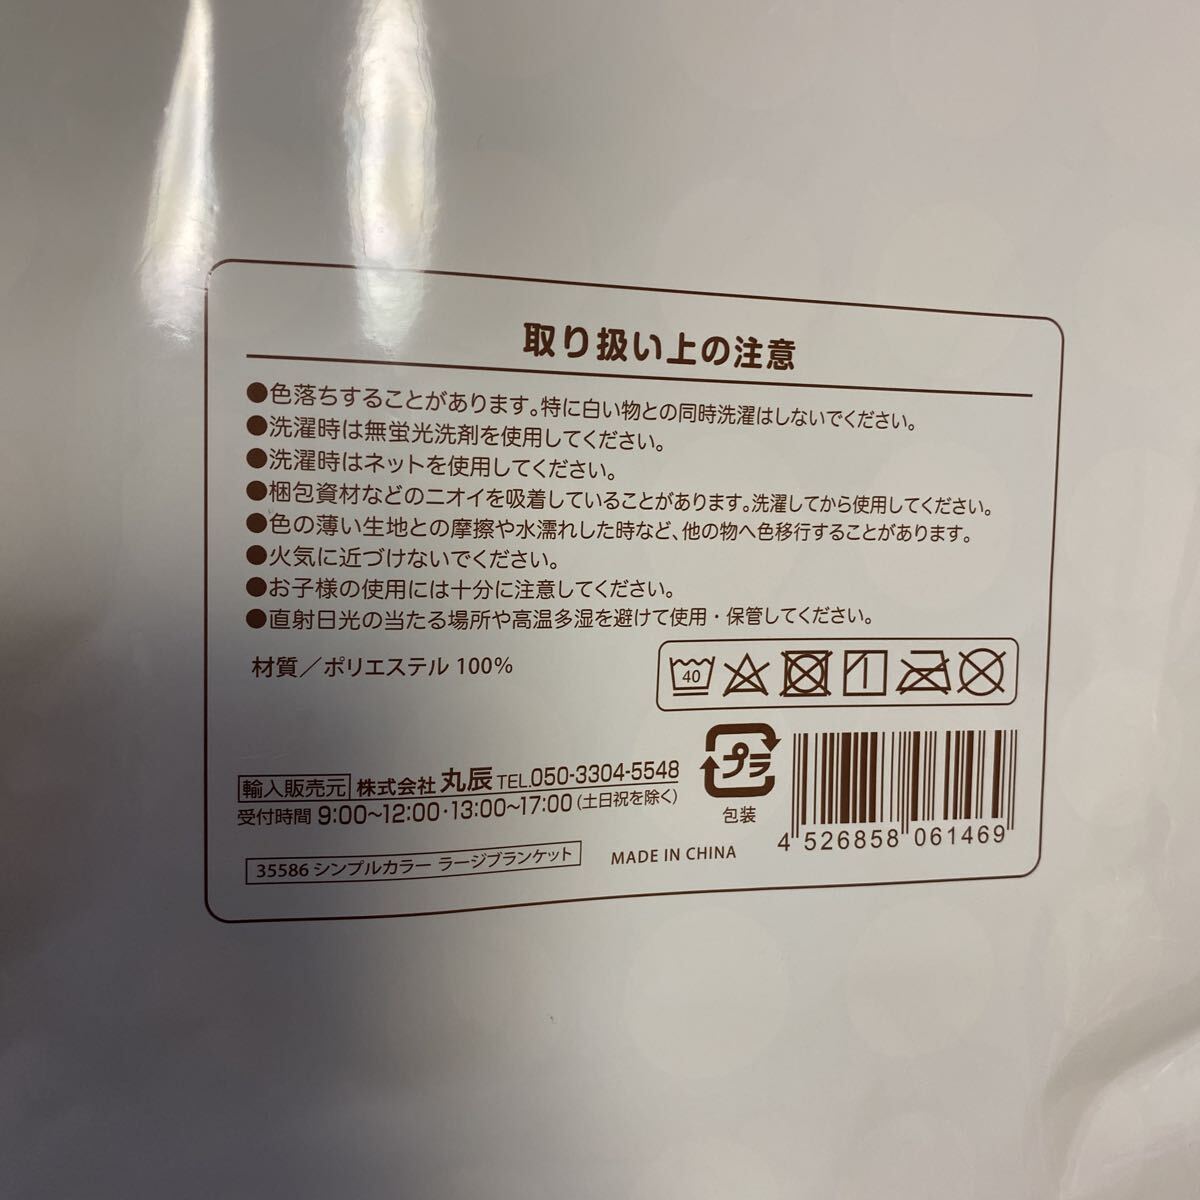 取り扱い上の注意
●色落ちすることがあります。特に白い物との同時洗濯はしないでください。
●洗濯時は無蛍光洗剤を使用してください。
●洗濯時はネットを使用してください。
●梱包資材などのニオイを吸着していることがあります。洗濯してから使用してください。
●色の薄い生地との摩擦や水濡れした時など、他の物へ色移行することがあります。
●火気に近づけないでください。
●お子様の使用には十分に注意してください。
●直射日光の当たる場所や高温多湿を避けて使用・保管してください。
材質／ポリエステル 100%
40
輸入販売元 株式会社 丸辰 TEL.050-3304-5548
受付時間 9:00〜12:00・13:00〜17:00 (土日祝を除く)
プラ
包装
35586 シンプルカラー ラージブランケット
MADE IN CHINA
4 526858 061469